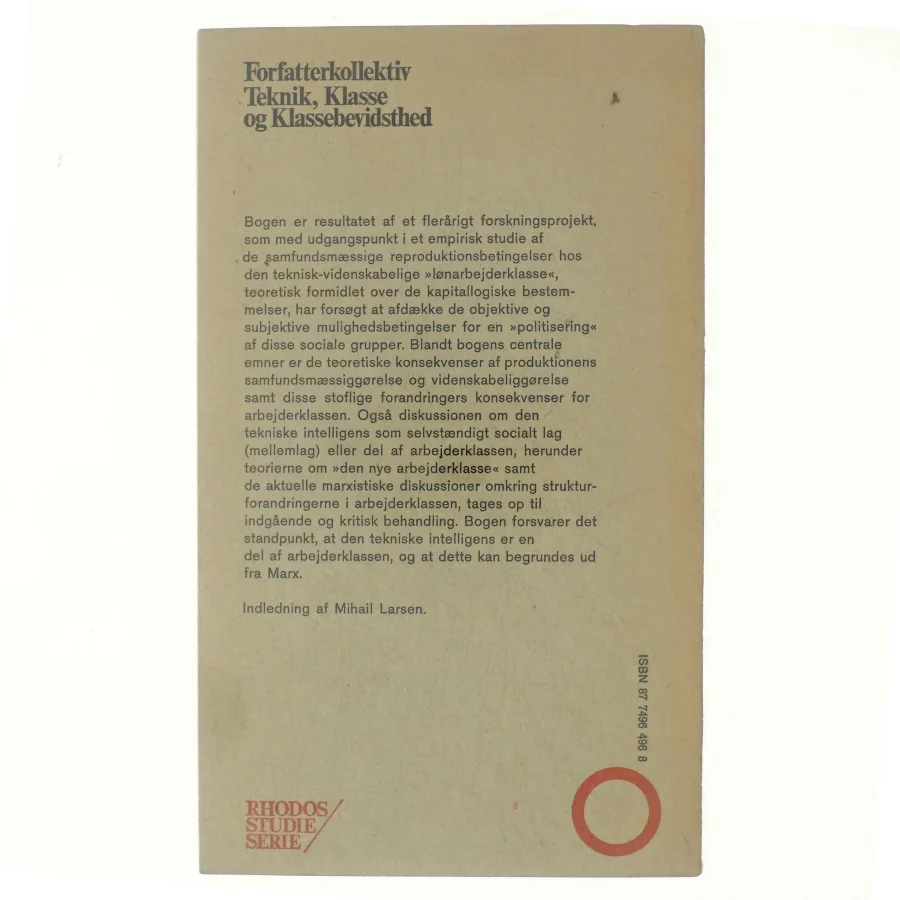 Forfatterkollektiv
Teknik, Klasse
og Klassebevidsthed
Bogen er resultatet af et flerårigt forskningsprojekt,
som med udgangspunkt i et empirisk studie af
de samfundsmæssige reproduktionsbetingelser hos
den teknisk-videnskabelige »lønarbejderklasse«,
teoretisk formidlet over de kapitallogiske bestem-
melser, har forsøgt at afdække de objektive og
subjektive mulighedsbetingelser for en »politisering«
af disse sociale grupper. Blandt bogens centrale
emner er de teoretiske konsekvenser af produktionens
samfundsmæssiggørelse og videnskabeliggørelse
samt disse stoflige forandringers konsekvenser for
arbejderklassen. Også diskussionen om den
tekniske intelligens som selvstændigt socialt lag
(mellemlag) eller del af arbejderklassen, herunder
teorierne om »den nye arbejderklasse« samt
de aktuelle marxistiske diskussioner omkring struktur-
forandringerne i arbejderklassen, tages op til
indgående og kritisk behandling. Bogen forsvarer det
standpunkt, at den tekniske intelligens er en
del af arbejderklassen, og at dette kan begrundes ud
fra Marx.
Indledning af Mihail Larsen.
ISBN 87 7496 496 8
RHODOS
STUDIE
SERIE